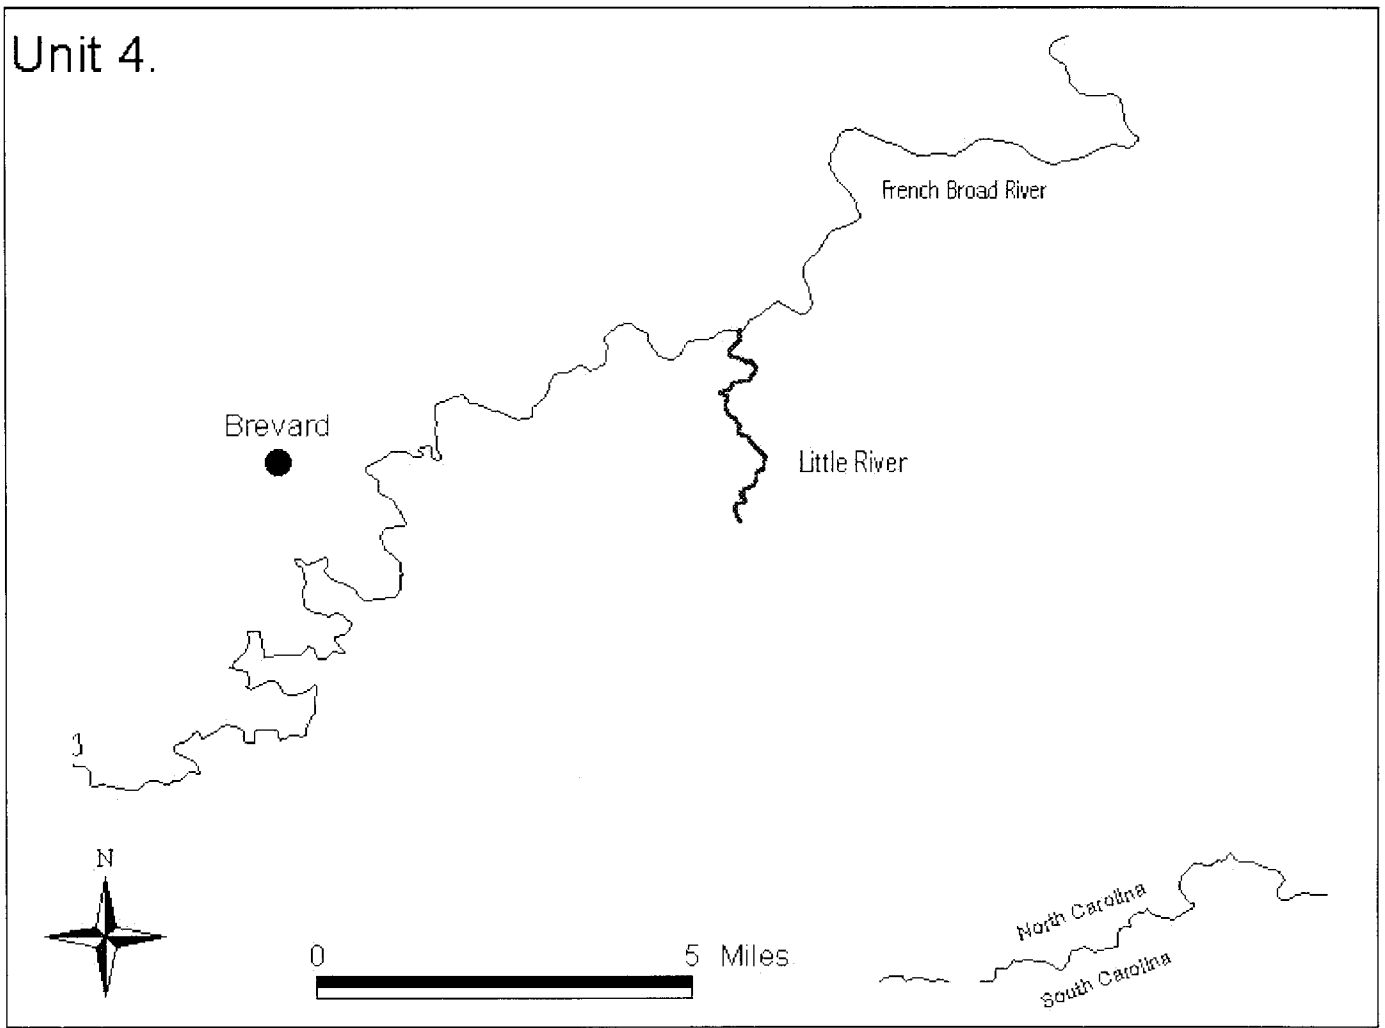 Unit 4.
French Broad River
Brevard
Little River
N
0 5 Miles
North Carolina
South Carolina